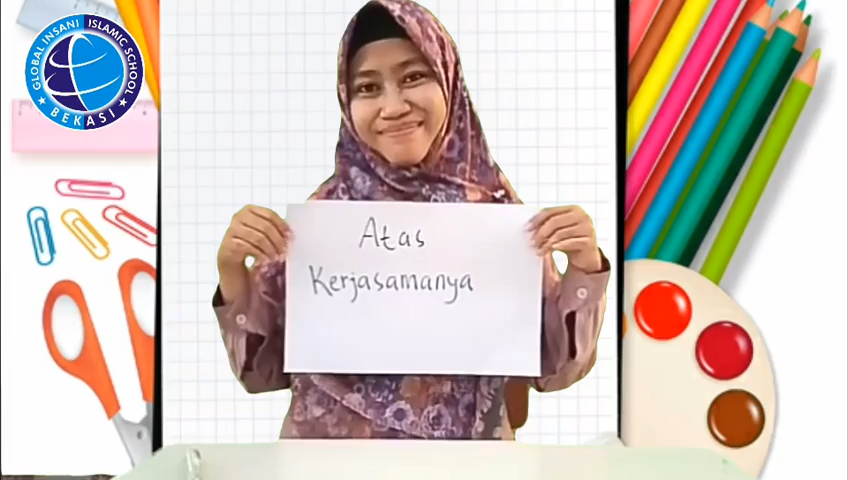 GLOBAL INSANI ISLAMIC SCHOOL
BEKASI
Atas
Kerjasamanya